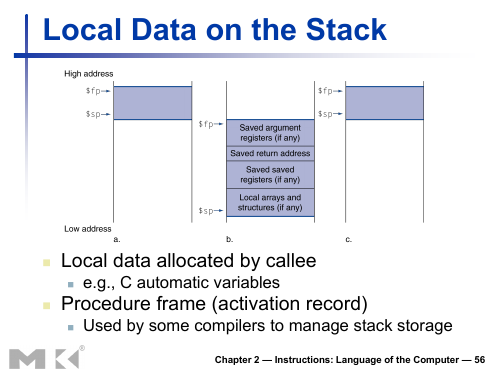 Local Data on the Stack
High address
$fp
$sp
$fp
$sp
$fp
Saved argument
registers (if any)
Saved return address
Saved saved
registers (if any)
Local arrays and
structures (if any)
$sp
Low address
a.
b.
c.
Local data allocated by callee
e.g., C automatic variables
Procedure frame (activation record)
Used by some compilers to manage stack storage
MK®
Chapter 2 — Instructions: Language of the Computer — 56